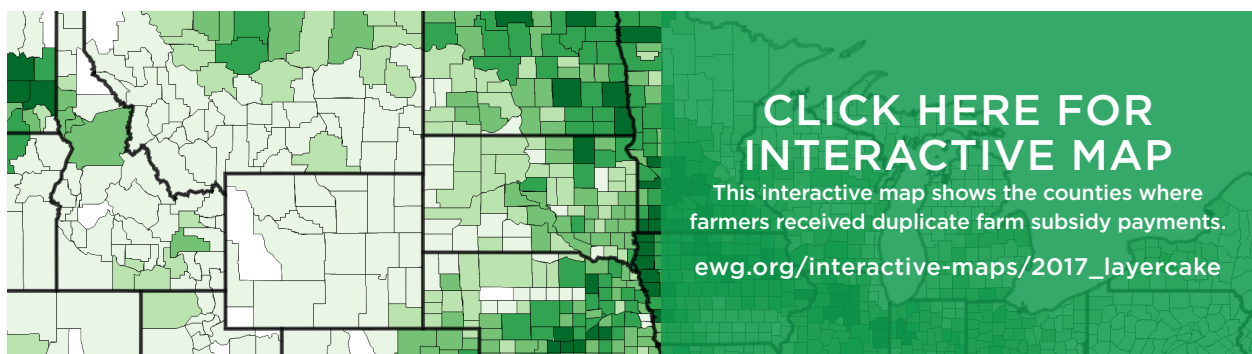 CLICK HERE FOR
INTERACTIVE MAP
This interactive map shows the counties where
farmers received duplicate farm subsidy payments.
ewg.org/interactive-maps/2017_layercake